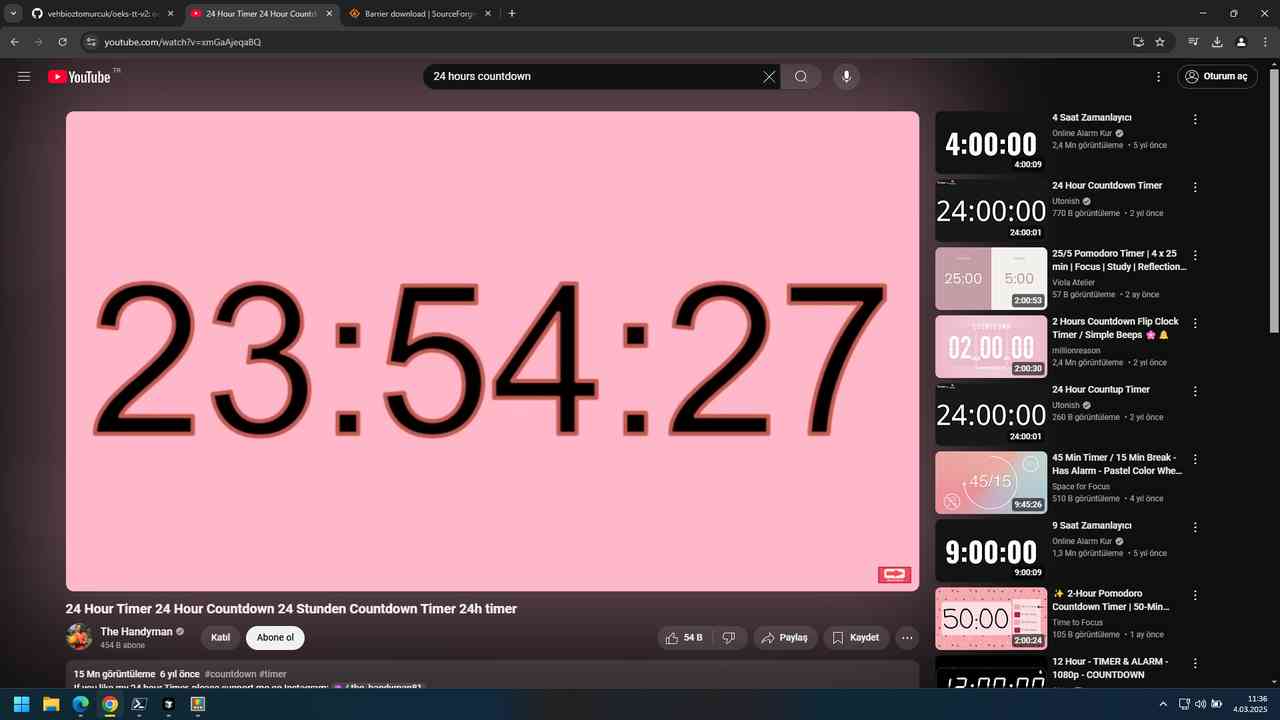 vehbioztomurcuk/oeks-tt-v2:
24 Hour Timer 24 Hour Countd
Barrier download | SourceForge
youtube.com/watch?v=xmGaAjeqaBQ
YouTube TR
24 hours countdown
Oturum aç
23:54:27
24 Hour Timer 24 Hour Countdown 24 Stunden Countdown Timer 24h timer
The Handyman
454 B abone
Katıl
Abone ol
54 B
Paylaş
Kaydet
15 Mn görüntüleme 6 yıl önce #countdown #timer
If you like my 24 hour Timer, please support me on Instagram: / the_handyman81
4:00:00
4:00:09
4 Saat Zamanlayıcı
Online Alarm Kur
2,4 Mn görüntüleme • 5 yıl önce
24:00:00
24:00:01
24 Hour Countdown Timer
Utonish
770 B görüntüleme • 2 yıl önce
25:00
5:00
2:00:53
25/5 Pomodoro Timer | 4 x 25
min | Focus | Study | Reflection...
Viola Atelier
57 B görüntüleme • 2 ay önce
COUNTDOWN
02:00:00
2:00:30
2 Hours Countdown Flip Clock
Timer / Simple Beeps 🌸 🔔
millionreason
2,4 Mn görüntüleme • 2 yıl önce
24:00:00
24:00:01
24 Hour Countup Timer
Utonish
260 B görüntüleme • 2 yıl önce
45/15
9:45:26
45 Min Timer / 15 Min Break -
Has Alarm - Pastel Color Whe...
Space for Focus
510 B görüntüleme • 4 yıl önce
9:00:00
9:00:09
9 Saat Zamanlayıcı
Online Alarm Kur
1,3 Mn görüntüleme • 5 yıl önce
50:00
2:00:24
✨ 2-Hour Pomodoro
Countdown Timer | 50-Min...
Time to Focus
105 B görüntüleme • 1 ay önce
12:00:00
12 Hour - TIMER & ALARM -
1080p - COUNTDOWN
11:36
4.03.2025